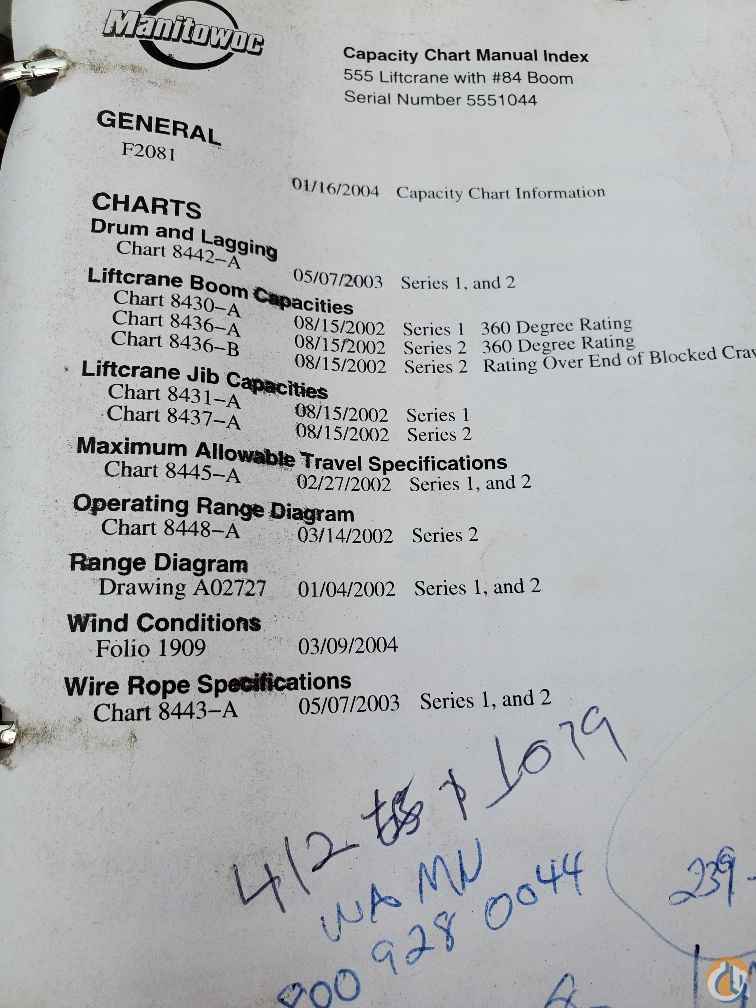 Manitowoc
Capacity Chart Manual Index
555 Liftcrane with #84 Boom
Serial Number 5551044
GENERAL
F2081 01/16/2004 Capacity Chart Information
CHARTS
Drum and Lagging
Chart 8442-A 05/07/2003 Series 1, and 2
Liftcrane Boom Capacities
Chart 8430-A 08/15/2002 Series 1 360 Degree Rating
Chart 8436-A 08/15/2002 Series 2 360 Degree Rating
Chart 8436-B 08/15/2002 Series 2 Rating Over End of Blocked
Liftcrane Jib Capacities
Chart 8431-A 08/15/2002 Series 1
Chart 8437-A 08/15/2002 Series 2
Maximum Allowable Travel Specifications
Chart 8445-A 02/27/2002 Series 1, and 2
Operating Range Diagram
Chart 8448-A 03/14/2002 Series 2
Range Diagram
Drawing A02727 01/04/2002 Series 1, and 2
Wind Conditions
Folio 1909 03/09/2004
Wire Rope Specifications
Chart 8443-A 05/07/2003 Series 1, and 2
412 1079
WA MN
928 0044
239-